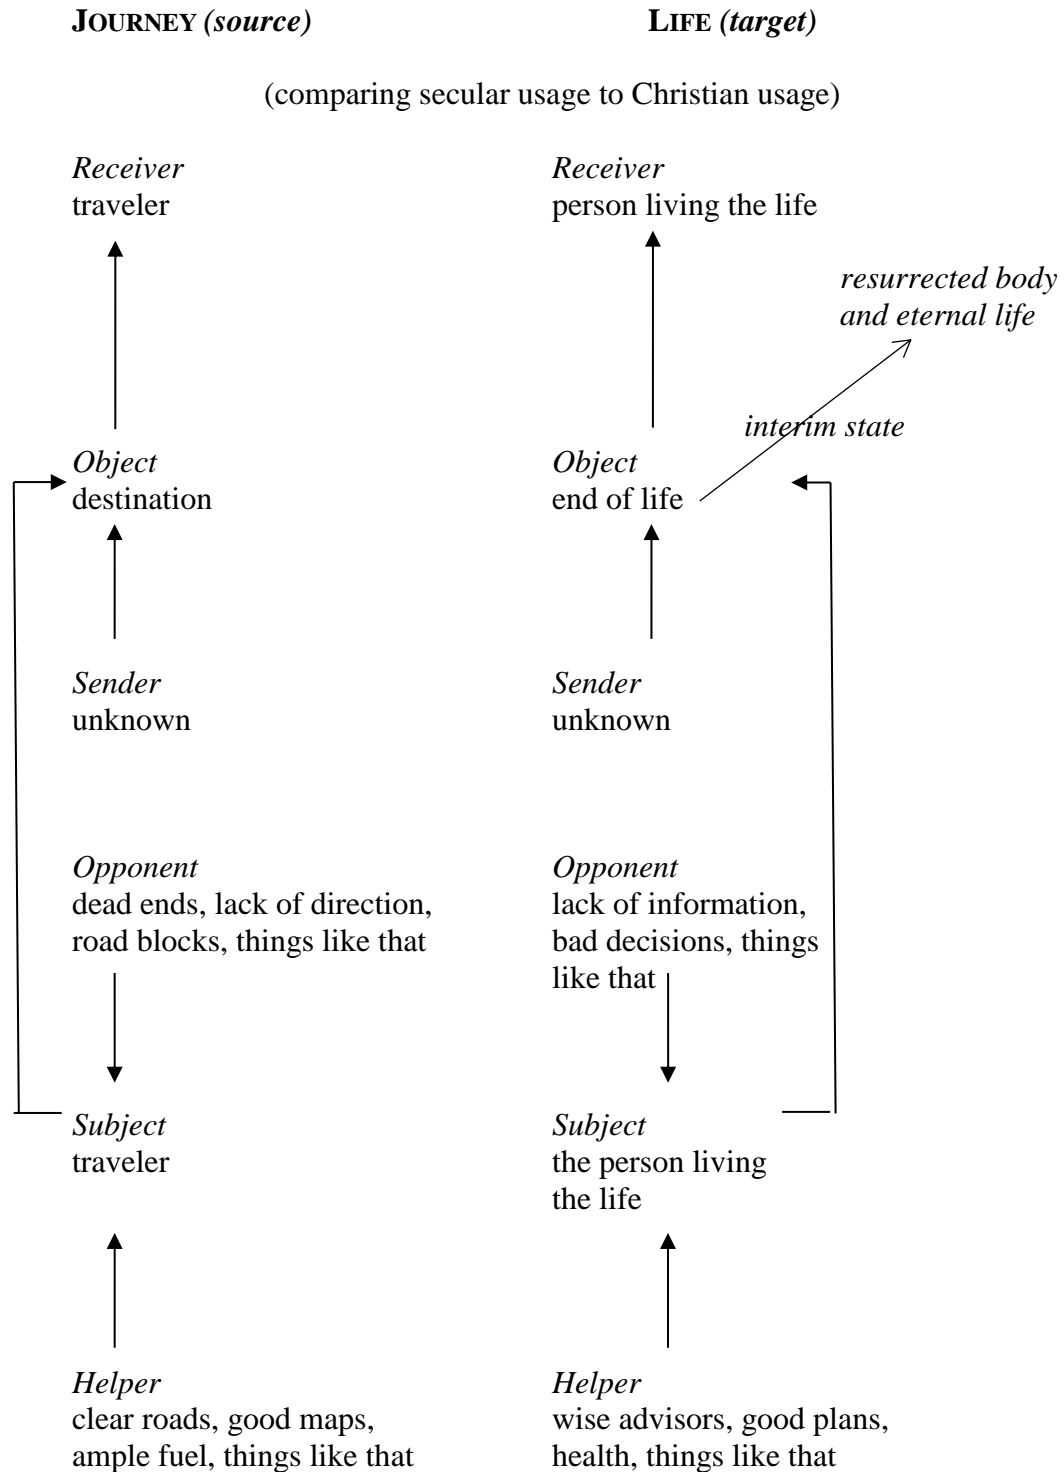 JOURNEY (source)
LIFE (target)
(comparing secular usage to Christian usage)
Receiver
traveler
Receiver
person living the life
resurrected body
and eternal life
interim state
Object
destination
Object
end of life
Sender
unknown
Sender
unknown
Opponent
dead ends, lack of direction,
road blocks, things like that
Opponent
lack of information,
bad decisions, things
like that
Subject
traveler
Subject
the person living
the life
Helper
clear roads, good maps,
ample fuel, things like that
Helper
wise advisors, good plans,
health, things like that